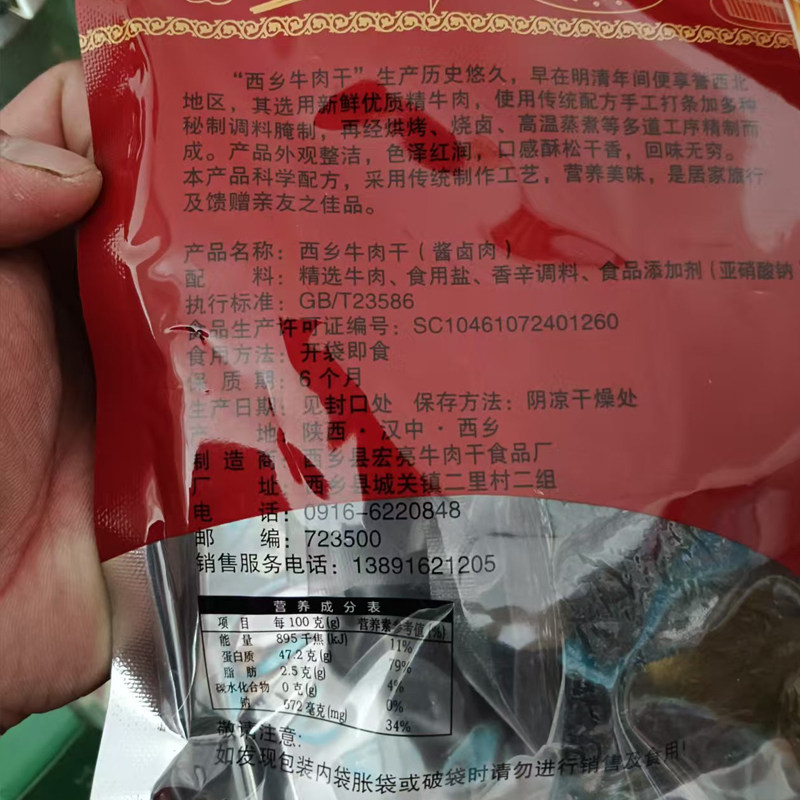 “西乡牛肉干”生产历史悠久，早在明清年间便享誉西北
地区，其选用新鲜优质精牛肉，使用传统配方手工打条加多种
秘制调料腌制，再经烘烤、烧卤、高温蒸煮等多道工序精制而
成。产品外观整洁，色泽红润，口感酥松干香，回味无穷。
本产品科学配方，采用传统制作工艺，营养美味，是居家旅行
及馈赠亲友之佳品。
产品名称：西乡牛肉干（酱卤肉）
配 料：精选牛肉、食用盐、香辛调料、食品添加剂（亚硝酸钠
执行标准：GB/T23586
食品生产许可证编号：SC10461072401260
食用方法：开袋即食
保 质 期：6个月
生产日期：见封口处 保存方法：阴凉干燥处
产 地：陕西·汉中·西乡
制 造 商：西乡县宏亮牛肉干食品厂
厂 址：西乡县城关镇二里村二组
电 话：0916-6220848
邮 编：723500
销售服务电话：13891621205
营养成分表
项 目 每100克(g) 营养素参考值(%)
能 量 895千焦(kJ) 11%
蛋白质 47.2克(g) 79%
脂 肪 2.5克(g) 4%
碳水化合物 0克(g) 0%
钠 672毫克(mg) 34%
敬请注意：
如发现包装内袋胀袋或破袋时请勿进行销售及食用！